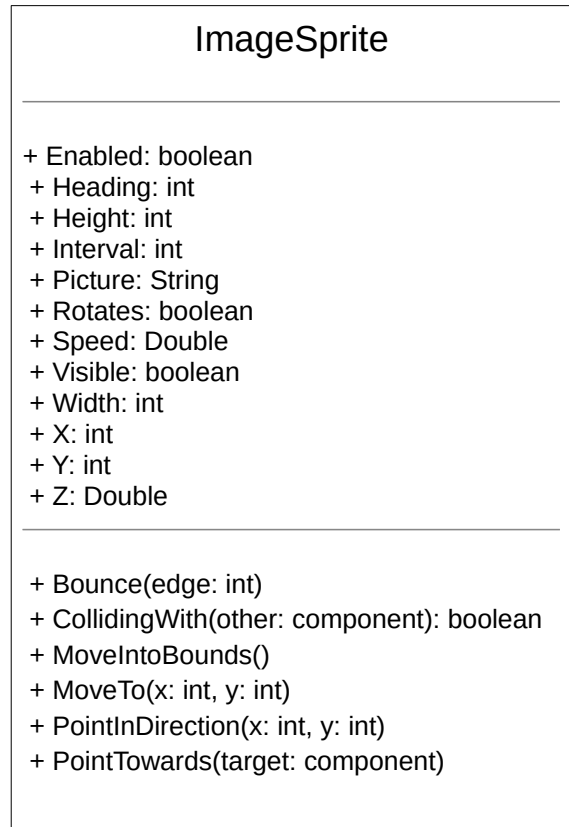 ImageSprite
+ Enabled: boolean
+ Heading: int
+ Height: int
+ Interval: int
+ Picture: String
+ Rotates: boolean
+ Speed: Double
+ Visible: boolean
+ Width: int
+ X: int
+ Y: int
+ Z: Double
+ Bounce(edge: int)
+ CollidingWith(other: component): boolean
+ MoveIntoBounds()
+ MoveTo(x: int, y: int)
+ PointInDirection(x: int, y: int)
+ PointTowards(target: component)